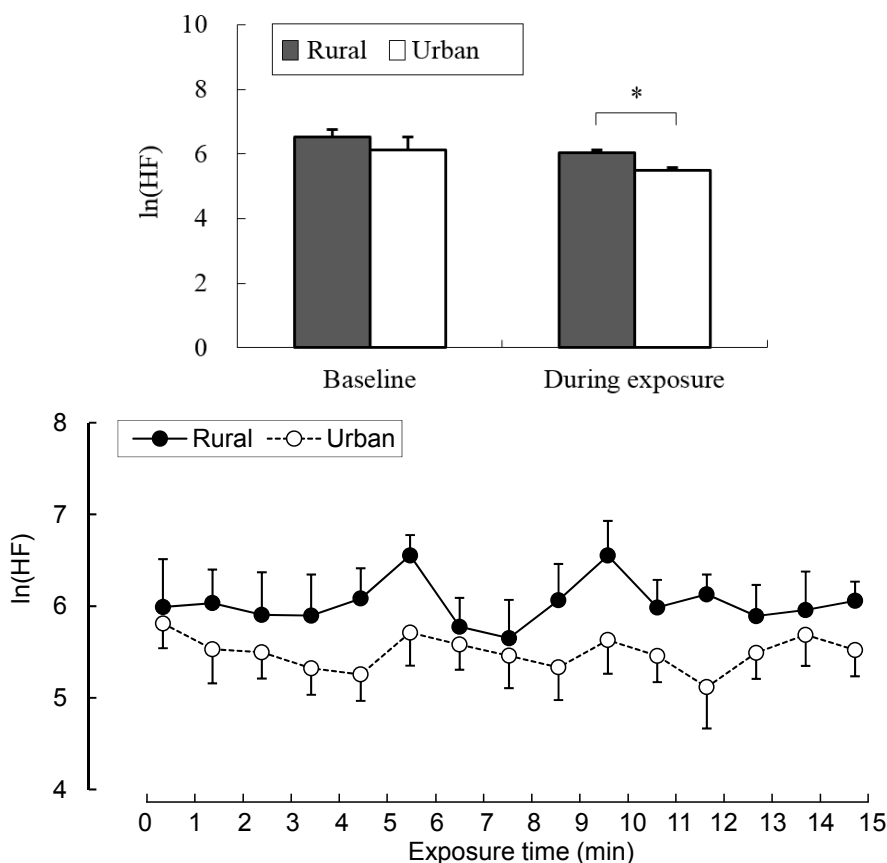 10
8
6
4
2
0
ln(HF)
Rural Urban
*
Baseline During exposure
8
7
6
5
4
ln(HF)
Rural Urban
0 1 2 3 4 5 6 7 8 9 10 11 12 13 14 15
Exposure time (min)